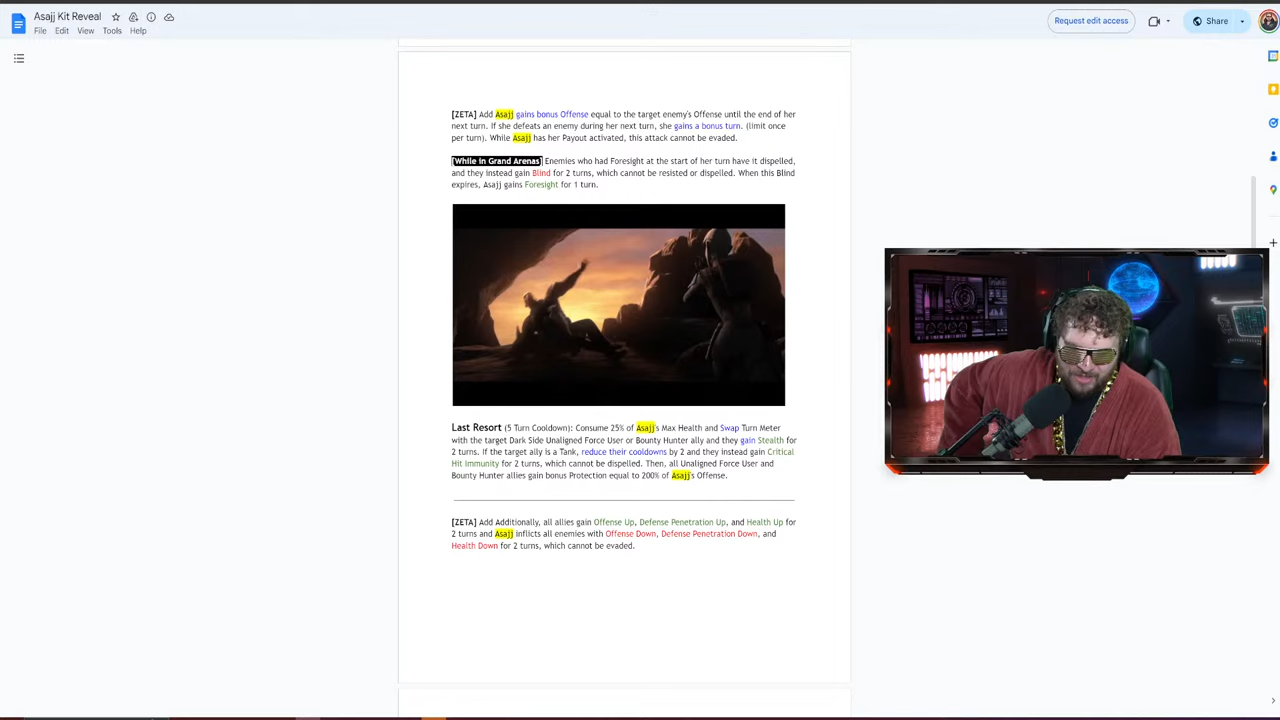 Asajj Kit Reveal
File Edit View Tools Help
Request edit access
Share
[ZETA] Add Asajj gains bonus Offense equal to the target enemy's Offense until the end of her
next turn. If she defeats an enemy during her next turn, she gains a bonus turn. (limit once
per turn). While Asajj has her Payout activated, this attack cannot be evaded.
[While in Grand Arenas] Enemies who had Foresight at the start of her turn have it dispelled,
and they instead gain Blind for 2 turns, which cannot be resisted or dispelled. When this Blind
expires, Asajj gains Foresight for 1 turn.
Last Resort (5 Turn Cooldown): Consume 25% of Asajj's Max Health and Swap Turn Meter
with the target Dark Side Unaligned Force User or Bounty Hunter ally and they gain Stealth for
2 turns. If the target ally is a Tank, reduce their cooldowns by 2 and they instead gain Critical
Hit Immunity for 2 turns, which cannot be dispelled. Then, all Unaligned Force User and
Bounty Hunter allies gain bonus Protection equal to 200% of Asajj's Offense.
[ZETA] Add Additionally, all allies gain Offense Up, Defense Penetration Up, and Health Up for
2 turns and Asajj inflicts all enemies with Offense Down, Defense Penetration Down, and
Health Down for 2 turns, which cannot be evaded.